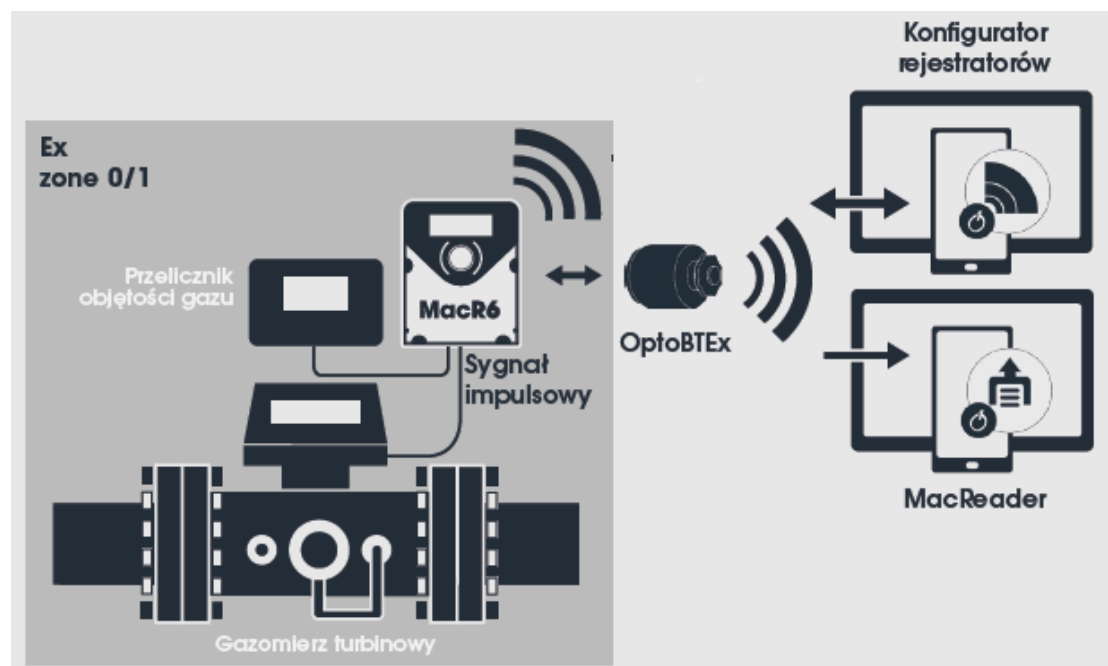 Konfigurator
rejestratorów
Ex
zone 0/1
Przelicznik
objętości gazu
MacR6
OptoBTEx
Sygnał
impulsowy
MacReader
Gazomierz turbinowy